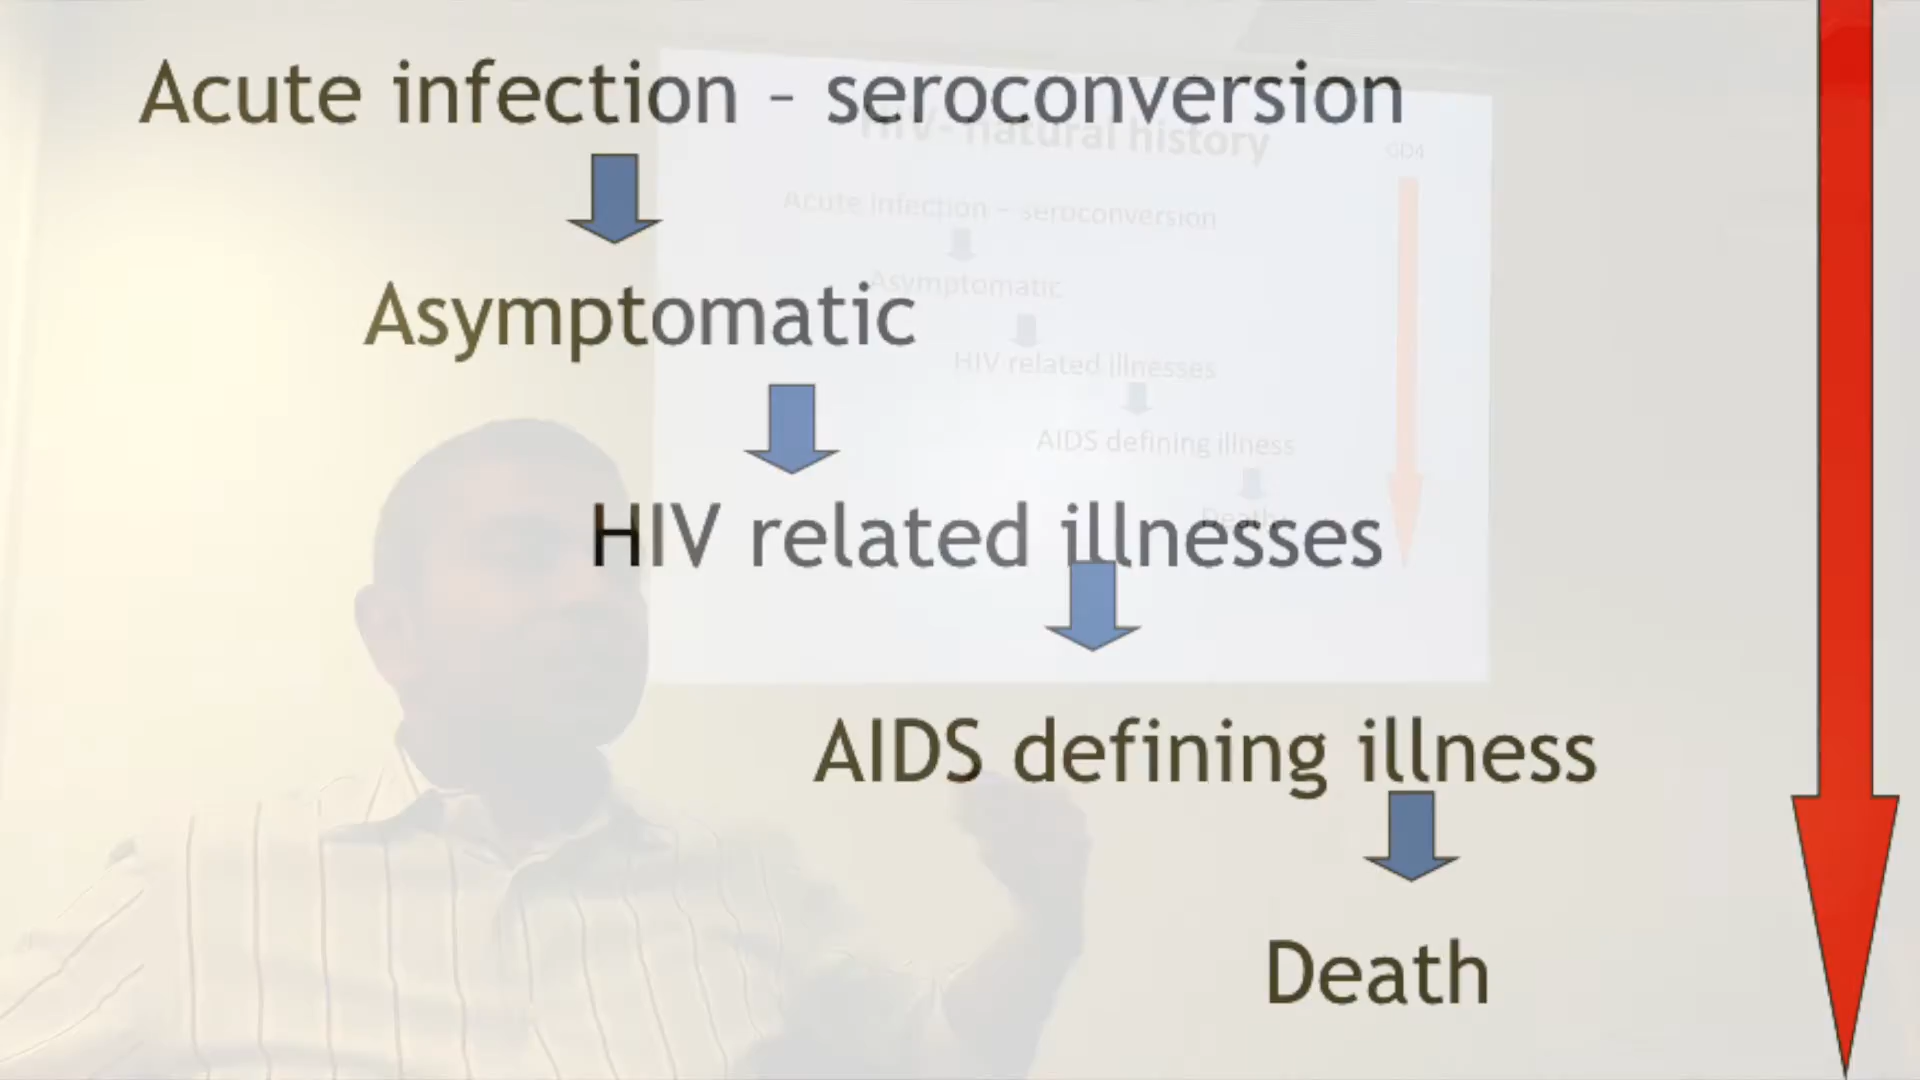 Acute infection – seroconversion
Asymptomatic
HIV related illnesses
AIDS defining illness
Death
HIV- natural history
CD4
Acute infection – seroconversion
Asymptomatic
HIV related illnesses
AIDS defining illness
Death